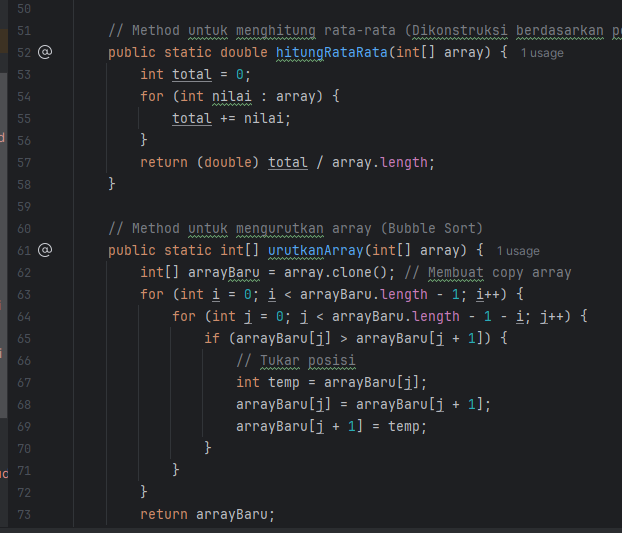 50
51 // Method untuk menghitung rata-rata (Dikonstruksi berdasarkan
52 @ public static double hitungRataRata(int[] array) { 1 usage
53 int total = 0;
54 for (int nilai : array) {
55 total += nilai;
56 }
57 return (double) total / array.length;
58 }
59
60 // Method untuk mengurutkan array (Bubble Sort)
61 @ public static int[] urutkanArray(int[] array) { 1 usage
62 int[] arrayBaru = array.clone(); // Membuat copy array
63 for (int i = 0; i < arrayBaru.length - 1; i++) {
64 for (int j = 0; j < arrayBaru.length - 1 - i; j++) {
65 if (arrayBaru[j] > arrayBaru[j + 1]) {
66 // Tukar posisi
67 int temp = arrayBaru[j];
68 arrayBaru[j] = arrayBaru[j + 1];
69 arrayBaru[j + 1] = temp;
70 }
71 }
72 }
73 return arrayBaru;